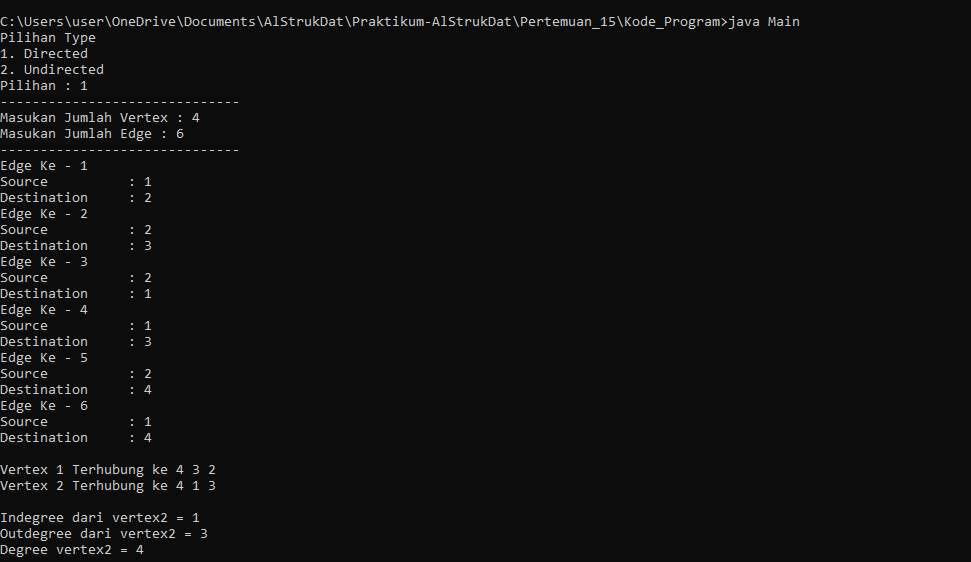 C:\Users\user\OneDrive\Documents\AlStrukDat\Praktikum-AlStrukDat\Pertemuan_15\Kode_Program>java Main
Pilihan Type
1. Directed
2. Undirected
Pilihan : 1
------------------------------
Masukan Jumlah Vertex : 4
Masukan Jumlah Edge : 6
------------------------------
Edge Ke - 1
Source          : 1
Destination     : 2
Edge Ke - 2
Source          : 2
Destination     : 3
Edge Ke - 3
Source          : 2
Destination     : 1
Edge Ke - 4
Source          : 1
Destination     : 3
Edge Ke - 5
Source          : 2
Destination     : 4
Edge Ke - 6
Source          : 1
Destination     : 4
Vertex 1 Terhubung ke 4 3 2
Vertex 2 Terhubung ke 4 1 3
Indegree dari vertex2 = 1
Outdegree dari vertex2 = 3
Degree vertex2 = 4